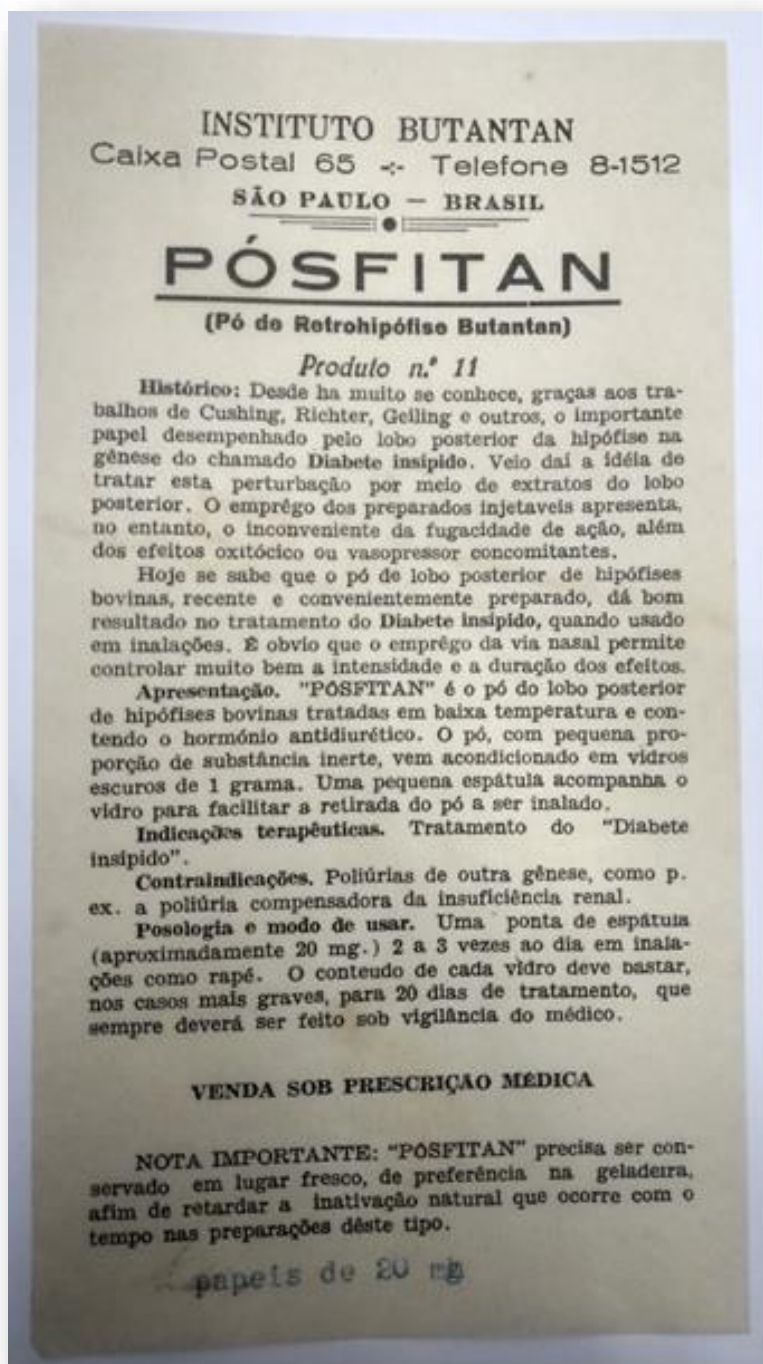 INSTITUTO BUTANTAN
Caixa Postal 65 -:- Telefone 8-1512
SÃO PAULO — BRASIL
PÓSFITAN
(Pó de Retrohipófise Butantan)
Produto n.º 11
Histórico: Desde ha muito se conhece, graças aos tra-
balhos de Cushing, Richter, Geiling e outros, o importante
papel desempenhado pelo lobo posterior da hipófise na
gênese do chamado Diabete insipido. Veio daí a idéia de
tratar esta perturbação por meio de extratos do lobo
posterior. O emprêgo dos preparados injetaveis apresenta,
no entanto, o inconveniente da fugacidade de ação, além
dos efeitos oxitócico ou vasopressor concomitantes.
Hoje se sabe que o pó de lobo posterior de hipófises
bovinas, recente e convenientemente preparado, dá bom
resultado no tratamento do Diabete insipido, quando usado
em inalações. É obvio que o emprêgo da via nasal permite
controlar muito bem a intensidade e a duração dos efeitos.
Apresentação. "PÓSFITAN" é o pó do lobo posterior
de hipófises bovinas tratadas em baixa temperatura e con-
tendo o hormónio antidiurético. O pó, com pequena pro-
porção de substância inerte, vem acondicionado em vidros
escuros de 1 grama. Uma pequena espátula acompanha o
vidro para facilitar a retirada do pó a ser inalado.
Indicações terapêuticas. Tratamento do "Diabete
insipido".
Contraindicações. Poliúrias de outra gênese, como p.
ex. a poliúria compensadora da insuficiência renal.
Posologia e modo de usar. Uma ponta de espátula
(aproximadamente 20 mg.) 2 a 3 vezes ao dia em inala-
ções como rapé. O conteudo de cada vidro deve bastar,
nos casos mais graves, para 20 dias de tratamento, que
sempre deverá ser feito sob vigilância do médico.
VENDA SOB PRESCRIÇÃO MÉDICA
NOTA IMPORTANTE: "PÓSFITAN" precisa ser con-
servado em lugar fresco, de preferência na geladeira,
afim de retardar a inativação natural que ocorre com o
tempo nas preparações dêste tipo.
papeis de 20 mg